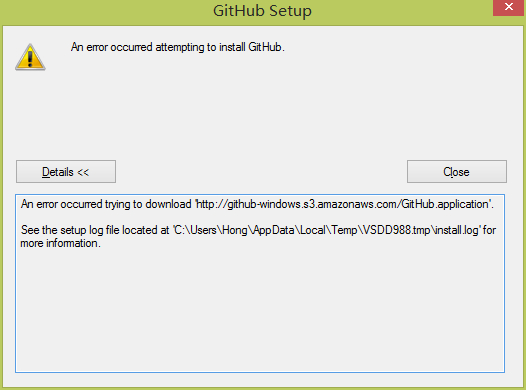 GitHub Setup
An error occurred attempting to install GitHub.
Details <<
Close
An error occurred trying to download 'http://github-windows.s3.amazonaws.com/GitHub.application'.
See the setup log file located at 'C:\Users\Hong\AppData\Local\Temp\VSDD988.tmp\install.log' for
more information.